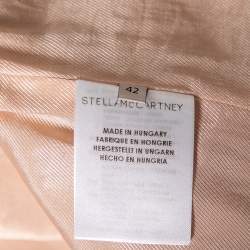 42
STELLAMCCARTNEY
MADE IN HUNGARY
FABRIQUE EN HONGRIE
HERGESTELLT IN UNGARN
HECHO EN HUNGRIA